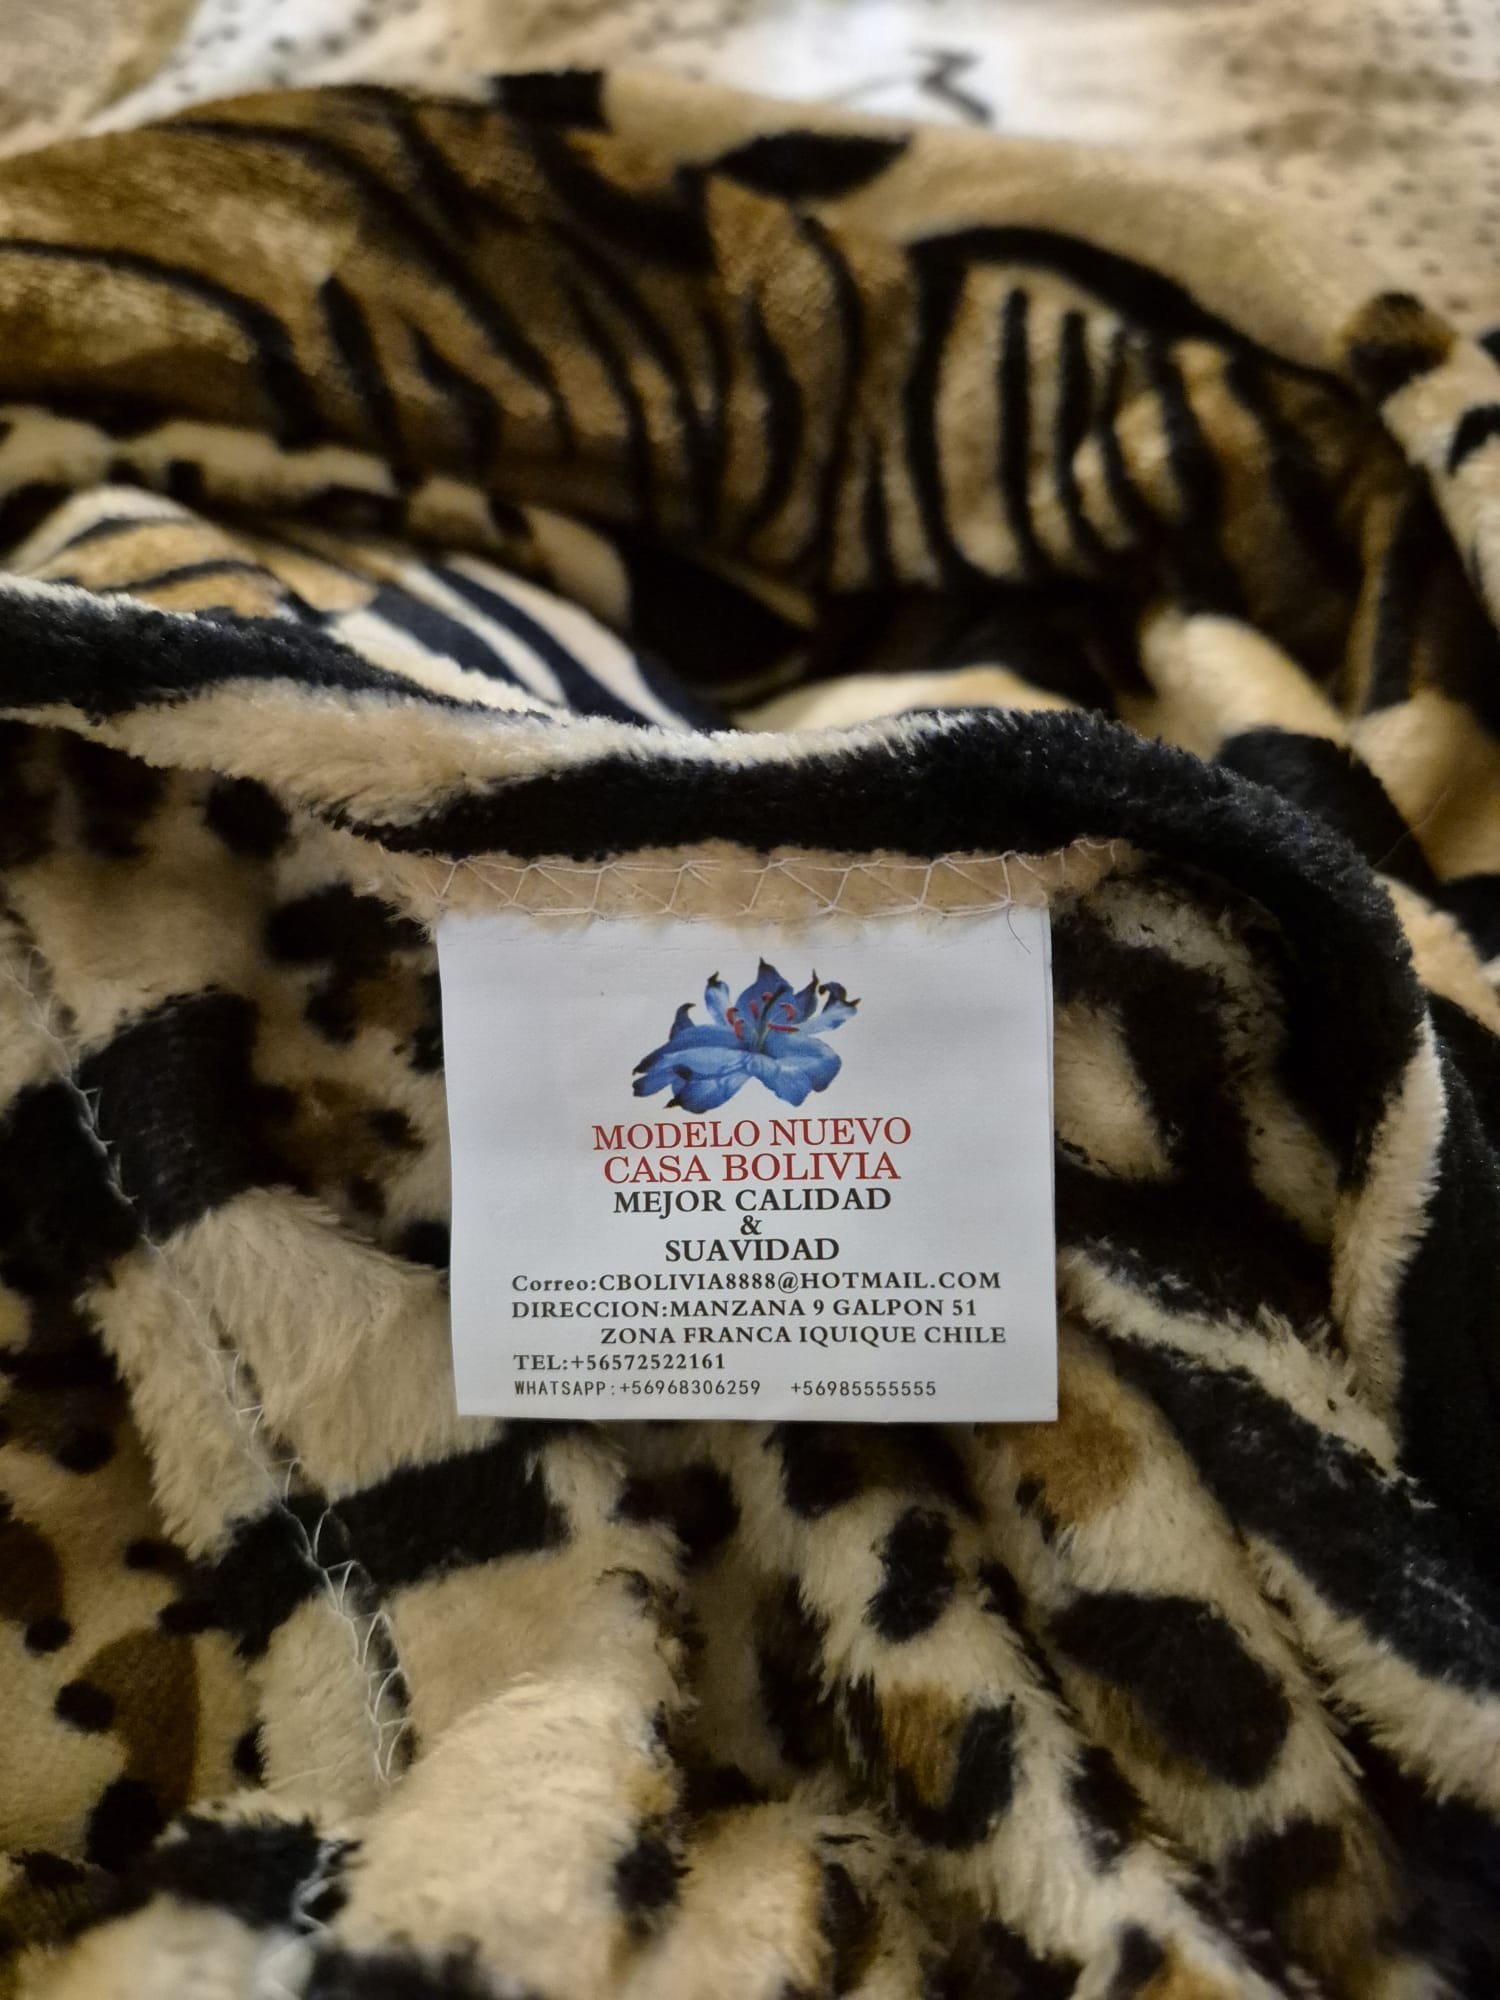 MODELO NUEVO
CASA BOLIVIA
MEJOR CALIDAD
&
SUAVIDAD
Correo:CBOLIVIA8888@HOTMAIL.COM
DIRECCION:MANZANA 9 GALPON 51
ZONA FRANCA IQUIQUE CHILE
TEL:+56572522161
WHATSAPP:+56968306259 +56985555555